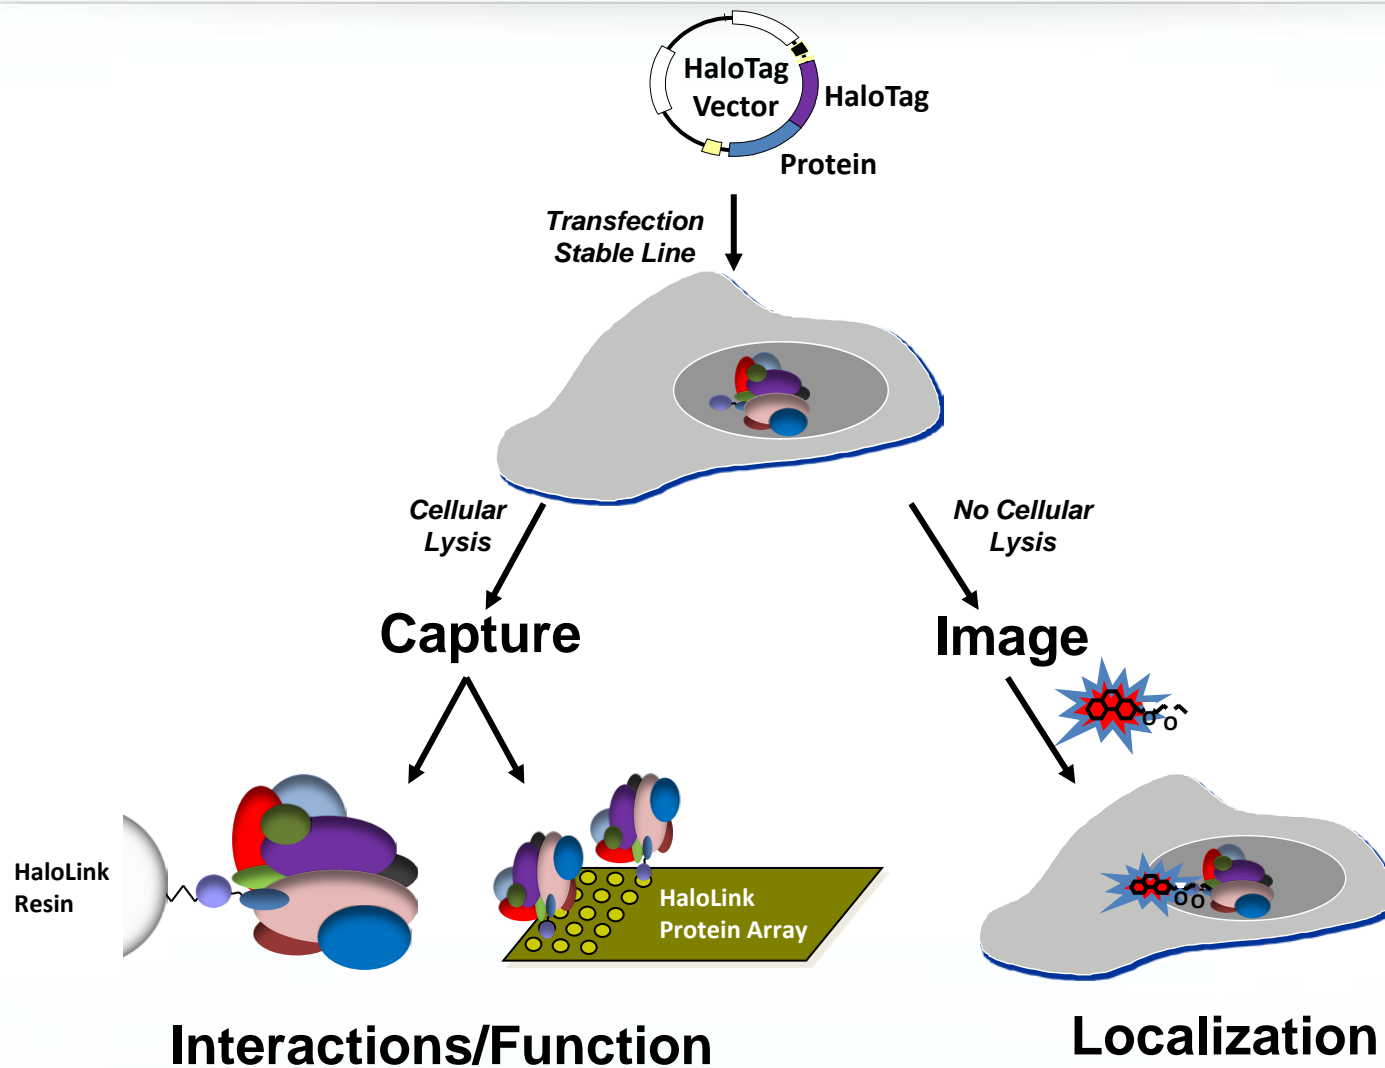 HaloTag
Vector
HaloTag
Protein
Transfection
Stable Line
Cellular
Lysis
No Cellular
Lysis
Capture
Image
O
O
HaloLink
Resin
HaloLink
Protein Array
O
O
Interactions/Function
Localization